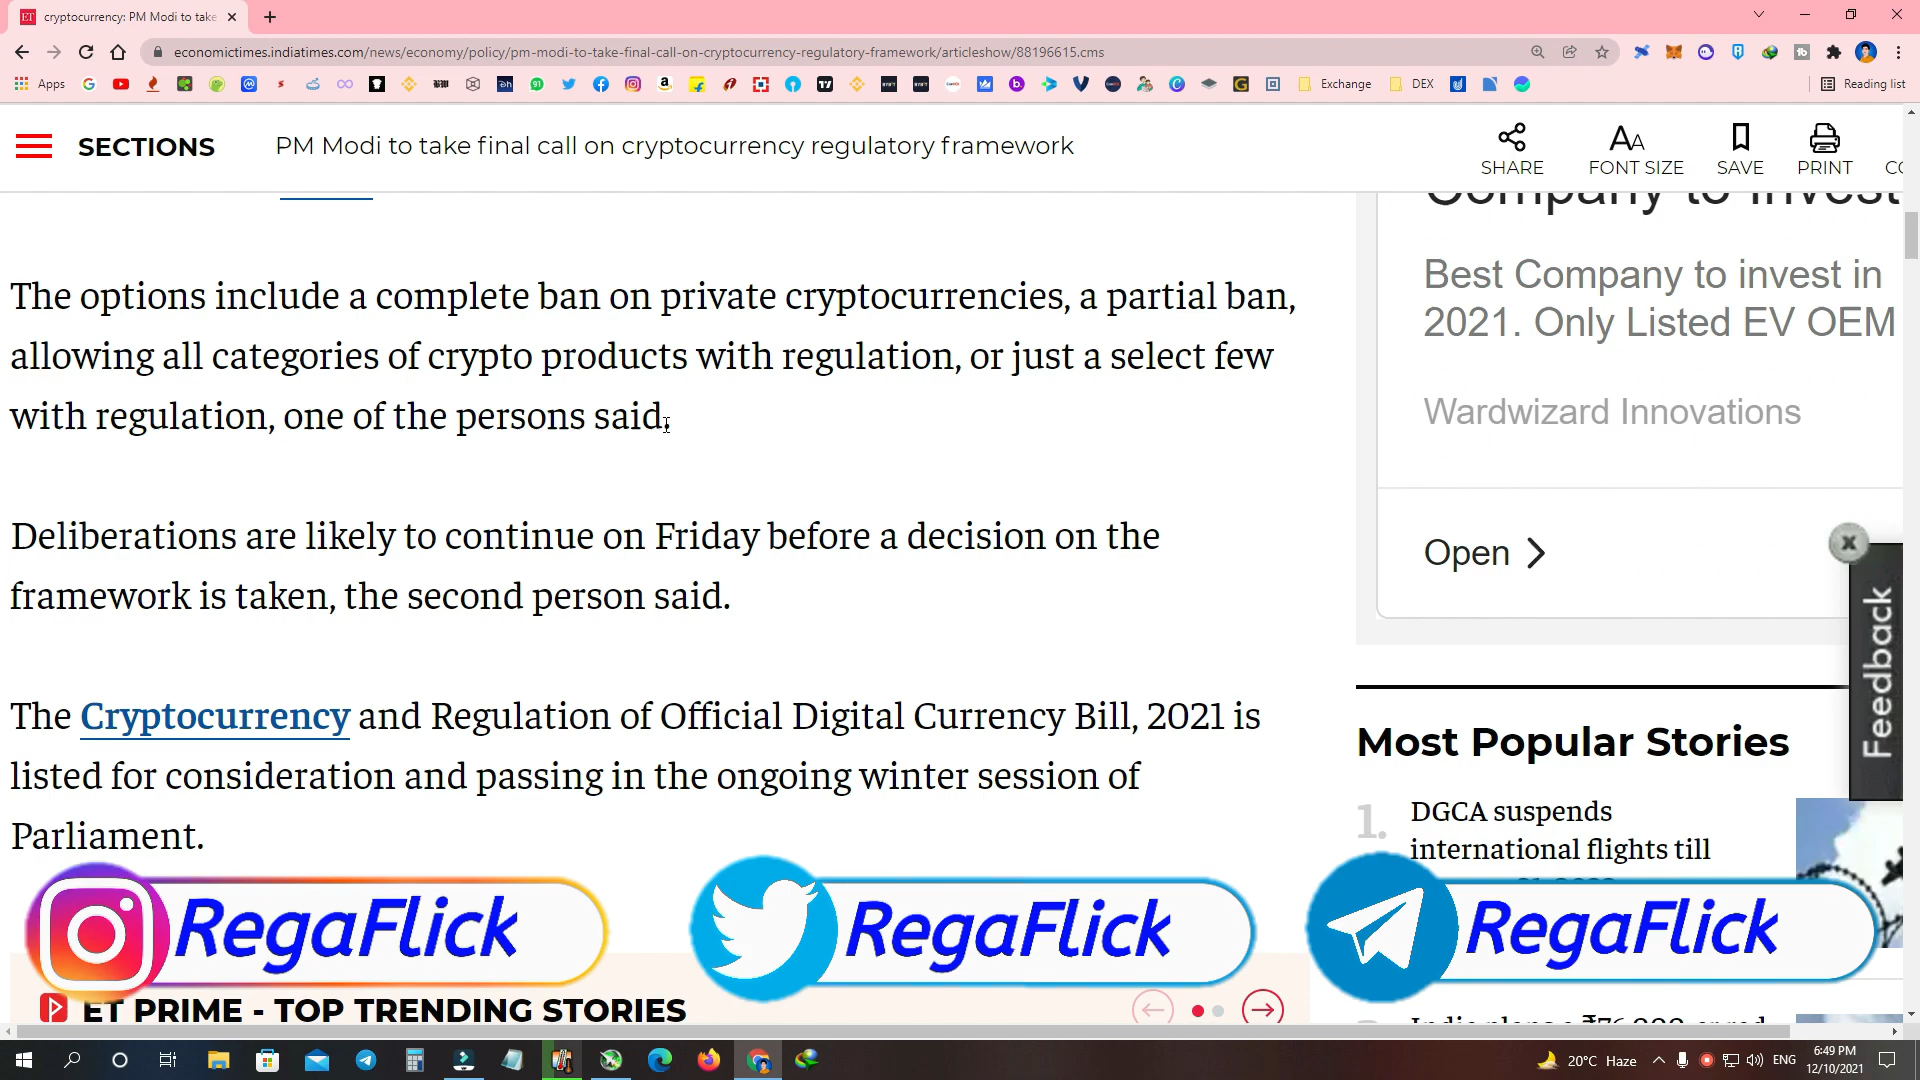 cryptocurrency: PM Modi to take
economictimes.indiatimes.com/news/economy/policy/pm-modi-to-take-final-call-on-cryptocurrency-regulatory-framework/articleshow/88196615.cms
Apps
Exchange
DEX
Reading list
SECTIONS
PM Modi to take final call on cryptocurrency regulatory framework
SHARE
FONT SIZE
SAVE
PRINT
Company to invest
The options include a complete ban on private cryptocurrencies, a partial ban,
allowing all categories of crypto products with regulation, or just a select few
with regulation, one of the persons said.
Best Company to invest in
2021. Only Listed EV OEM
Wardwizard Innovations
Open
Feedback
Deliberations are likely to continue on Friday before a decision on the
framework is taken, the second person said.
The Cryptocurrency and Regulation of Official Digital Currency Bill, 2021 is
listed for consideration and passing in the ongoing winter session of
Parliament.
Most Popular Stories
1. DGCA suspends
international flights till
RegaFlick
RegaFlick
RegaFlick
ET PRIME - TOP TRENDING STORIES
20°C Haze
ENG
6:49 PM
12/10/2021